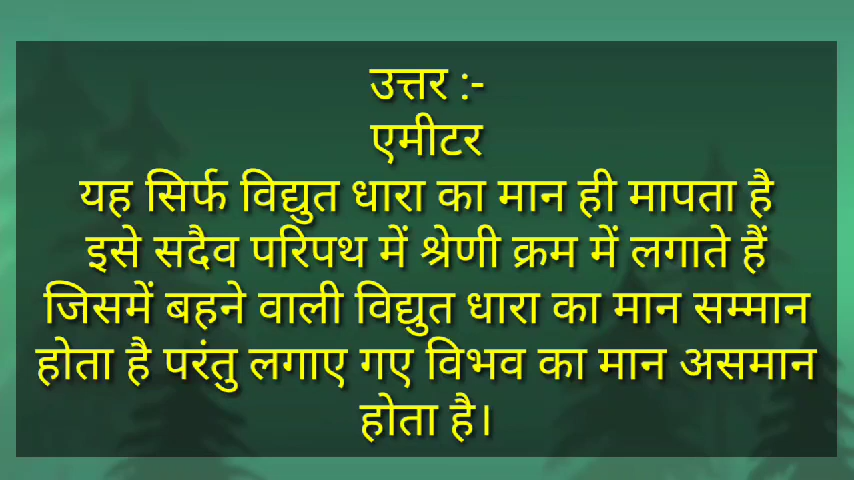 उत्तर :-
एमीटर
यह सिर्फ विद्युत धारा का मान ही मापता है
इसे सदैव परिपथ में श्रेणी क्रम में लगाते हैं
जिसमें बहने वाली विद्युत धारा का मान सम्मान
होता है परंतु लगाए गए विभव का मान असमान
होता है।